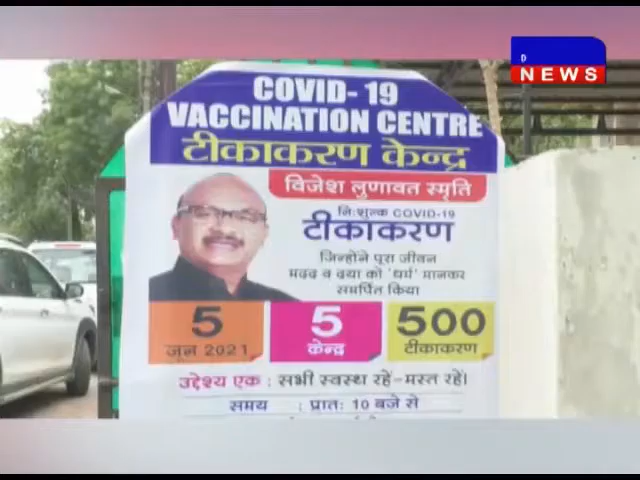 D
NEWS
COVID- 19
VACCINATION CENTRE
टीकाकरण केन्द्र
विजेश लुणावत स्मृति
नि:शुल्क COVID-19
टीकाकरण
जिन्होंने पूरा जीवन
मदद व दया को 'धर्म' मानकर
समर्पित किया
5 5 500
जून 2021 केन्द्र टीकाकरण
उद्देश्य एक : सभी स्वस्थ रहें-मस्त रहें।
समय : प्रात: 10 बजे से